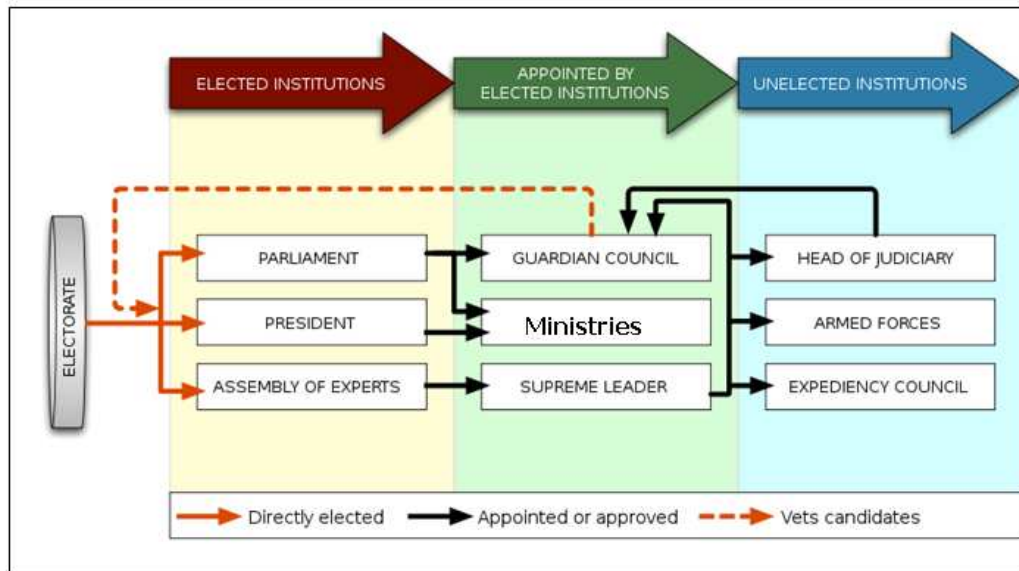 ELECTED INSTITUTIONS
APPOINTED BY
ELECTED INSTITUTIONS
UNELECTED INSTITUTIONS
ELECTORATE
PARLIAMENT
GUARDIAN COUNCIL
HEAD OF JUDICIARY
PRESIDENT
Ministries
ARMED FORCES
ASSEMBLY OF EXPERTS
SUPREME LEADER
EXPEDIENCY COUNCIL
Directly elected
Appointed or approved
Vets candidates